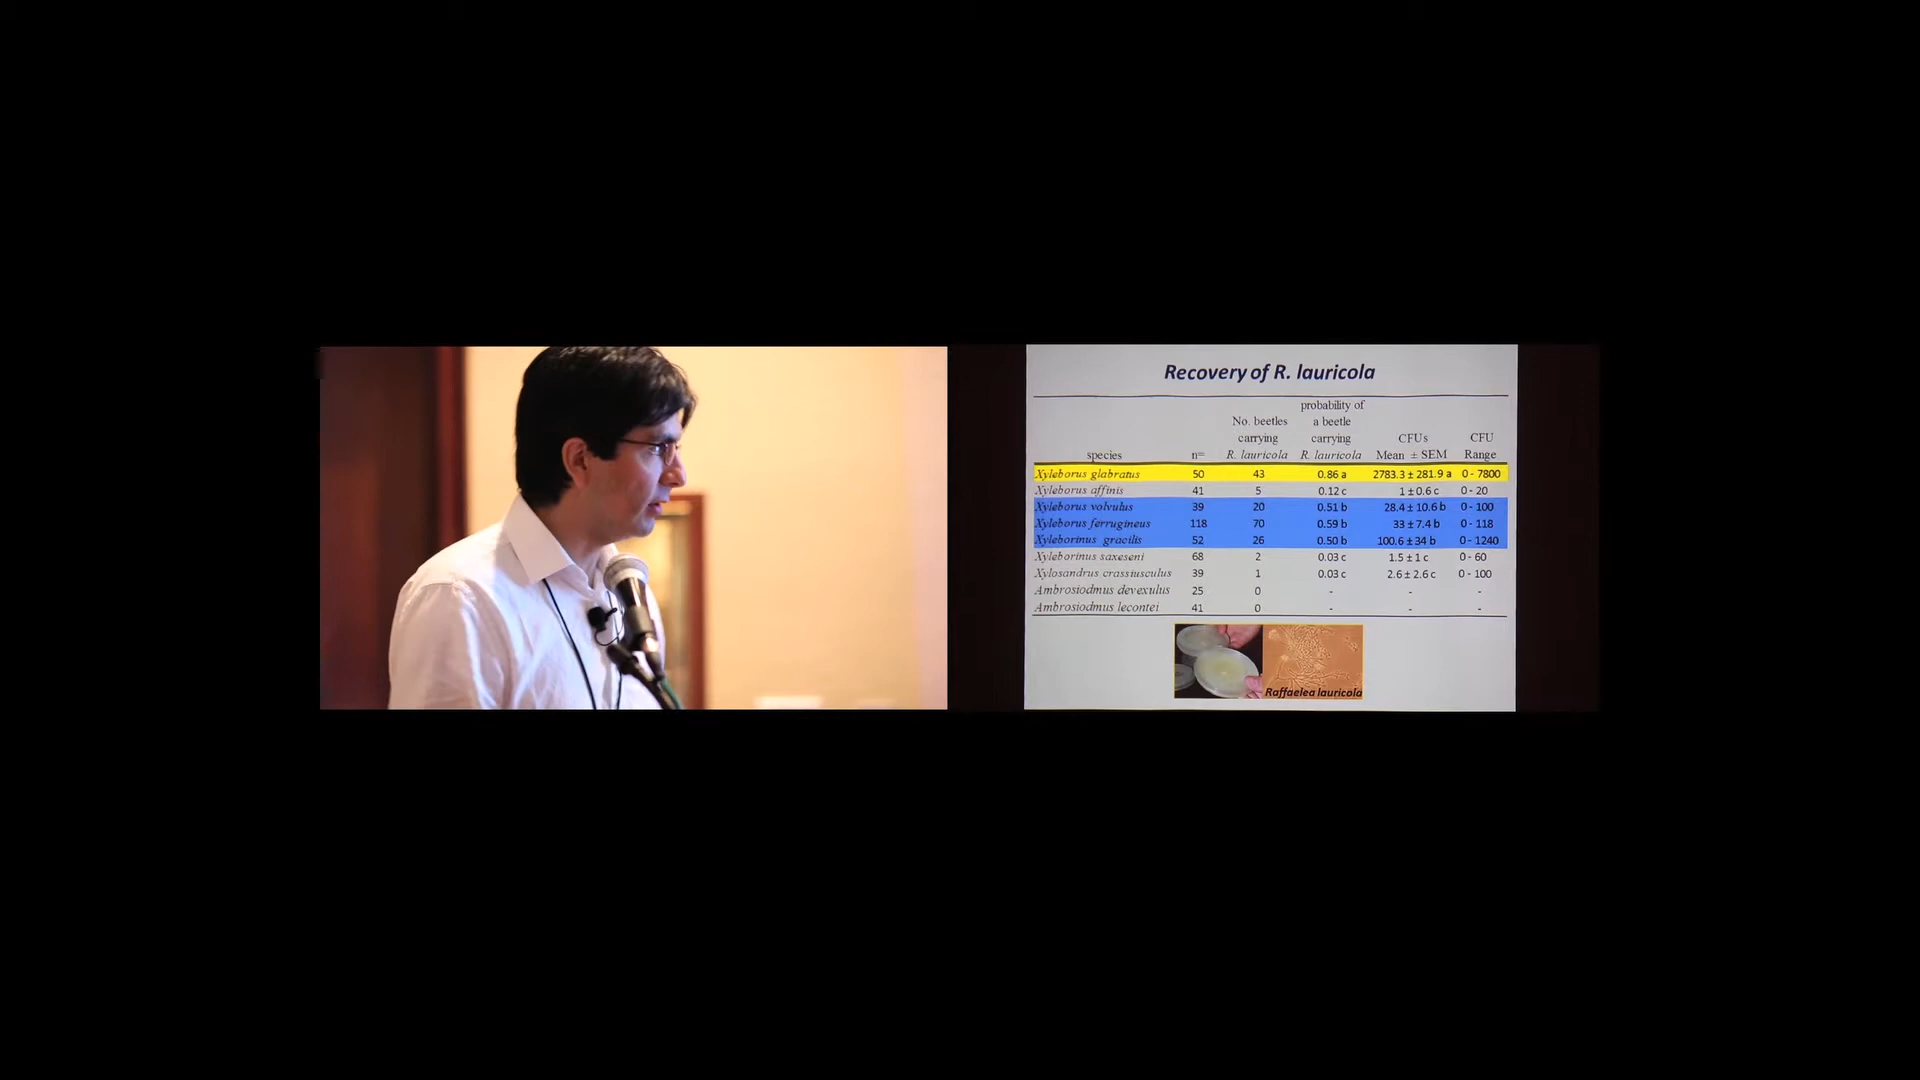 Recovery of R. lauricola
probability of
No. beetles a beetle
carrying carrying CFUs CFU
species n= R. lauricola R. lauricola Mean ± SEM Range
Xyleborus glabratus 50 43 0.86 a 2783.3 ± 281.9 a 0 - 7800
Xyleborus affinis 41 5 0.12 c 1 ± 0.6 c 0 - 20
Xyleborus volvulus 39 20 0.51 b 28.4 ± 10.6 b 0 - 100
Xyleborus ferrugineus 118 70 0.59 b 33 ± 7.4 b 0 - 118
Xyleborinus gracilis 52 26 0.50 b 100.6 ± 34 b 0 - 1240
Xyleborinus saxeseni 68 2 0.03 c 1.5 ± 1 c 0 - 60
Xylosandrus crassiusculus 39 1 0.03 c 2.6 ± 2.6 c 0 - 100
Ambrosiodmus devexulus 25 0 - - -
Ambrosiodmus lecontei 41 0 - - -
Raffaelea lauricola